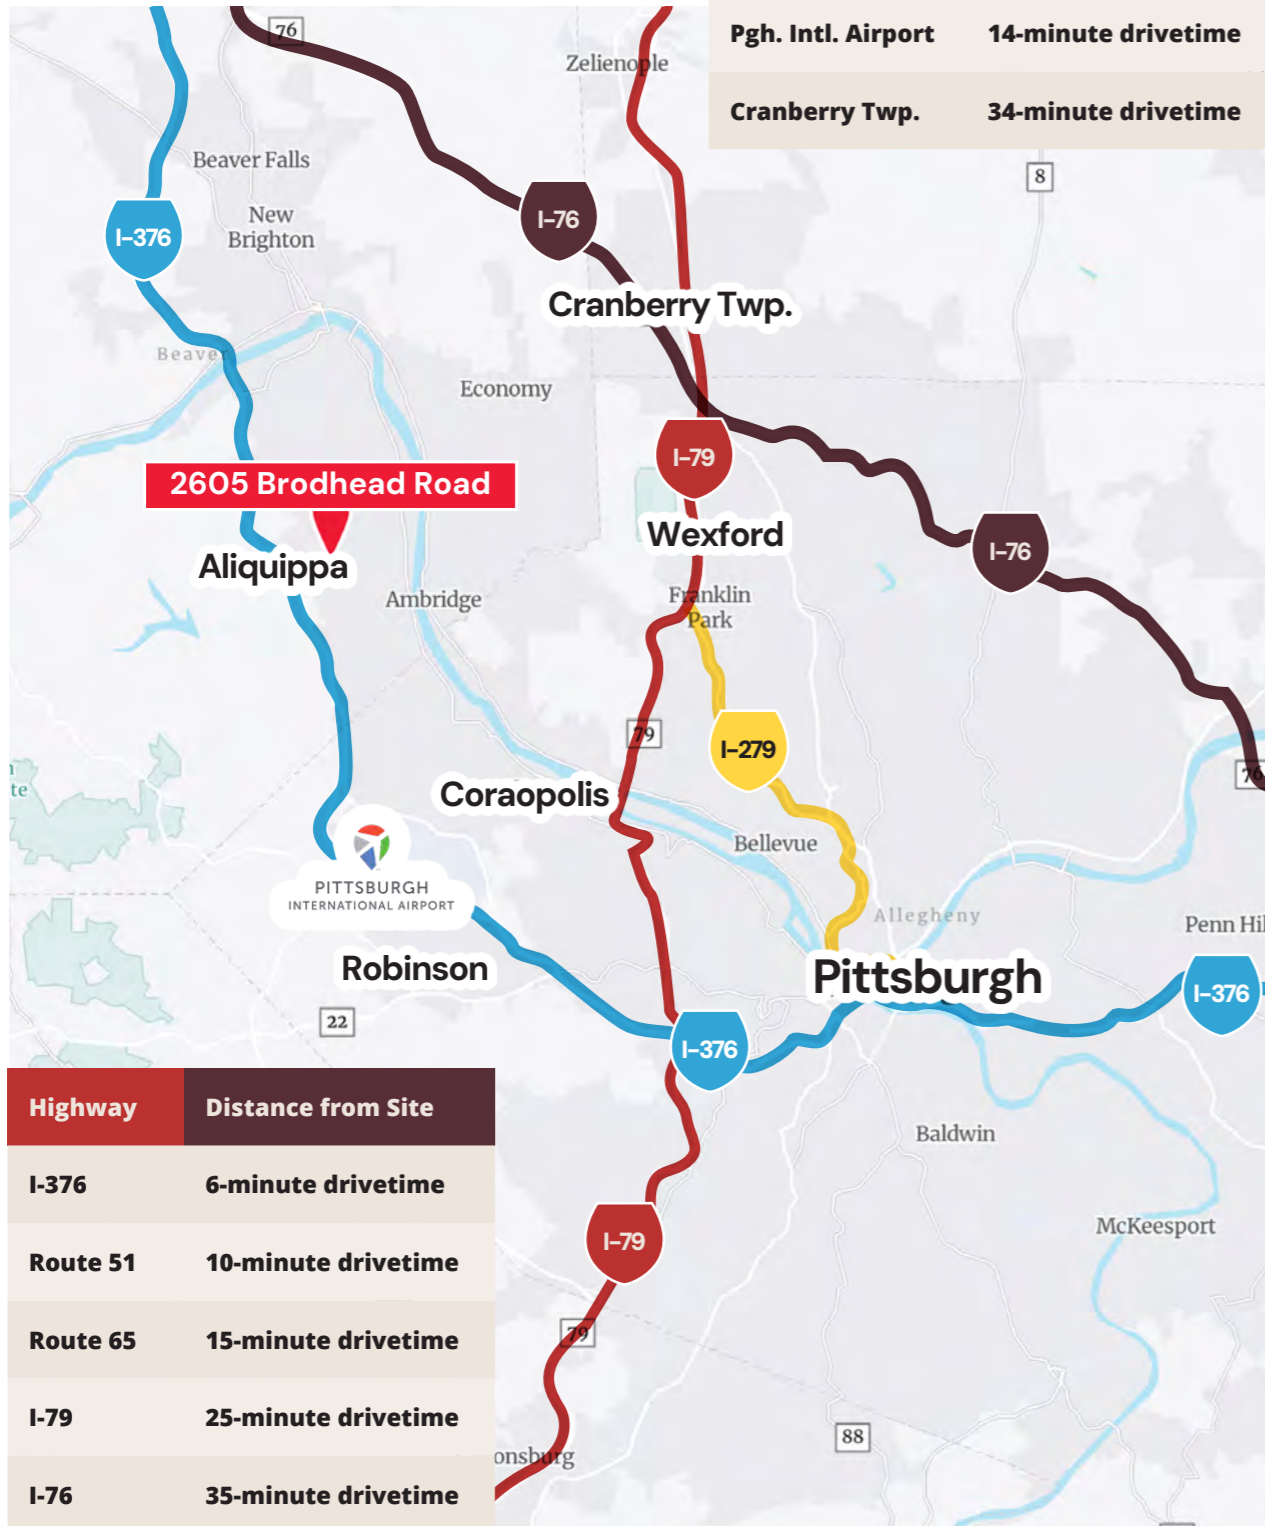 Pgh. Intl. Airport 14-minute drivetime
Cranberry Twp. 34-minute drivetime
76
Zelienople
Beaver Falls
8
New
Brighton
I-376
I-76
Cranberry Twp.
Beaver
Economy
I-79
2605 Brodhead Road
Wexford
I-76
Aliquippa
Ambridge
Franklin
Park
79
I-279
76
te
Coraopolis
Bellevue
PITTSBURGH
INTERNATIONAL AIRPORT
Allegheny
Penn Hil
Robinson
Pittsburgh
I-376
22
I-376
Highway Distance from Site
I-376 6-minute drivetime
Route 51 10-minute drivetime
Route 65 15-minute drivetime
I-79 25-minute drivetime
I-76 35-minute drivetime
Baldwin
McKeesport
I-79
79
88
onsburg